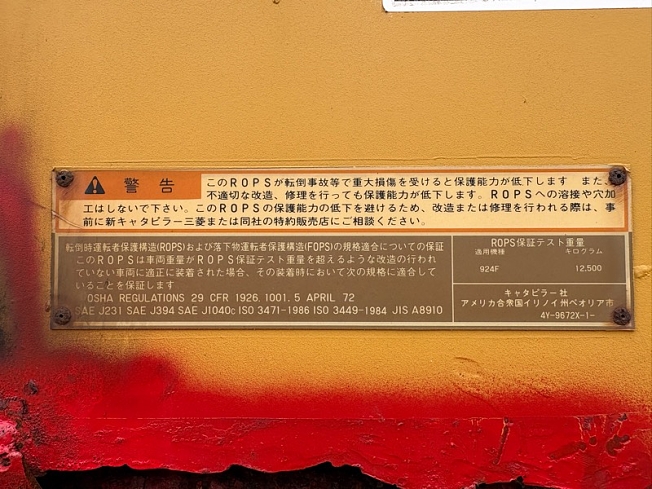 警告
このROPSが転倒事故等で重大損傷を受けると保護能力が低下します また、
不適切な改造、修理を行っても保護能力が低下します。ROPSへの溶接や穴加
工はしないで下さい。このROPSの保護能力の低下を避けるため、改造または修理を行われる際は、事
前に新キャタピラー三菱または同社の特約販売店にご相談ください。
転倒時運転者保護構造(ROPS)および落下物運転者保護構造(FOPS)の規格適合についての保証
このROPSは車両重量がROPS保証テスト重量を超えるような改造の行われ
ていない車両に適正に装着された場合、その装着時において次の規格に適合して
いることを保証します
OSHA REGULATIONS 29 CFR 1926.1001.5 APRIL 72
SAE J231 SAE J394 SAE J1040c ISO 3471-1986 ISO 3449-1984 JIS A8910
ROPS保証テスト重量
適用機種 キログラム
924F 12,500
キャタピラー社
アメリカ合衆国イリノイ州ペオリア市
4Y-9672X-1-